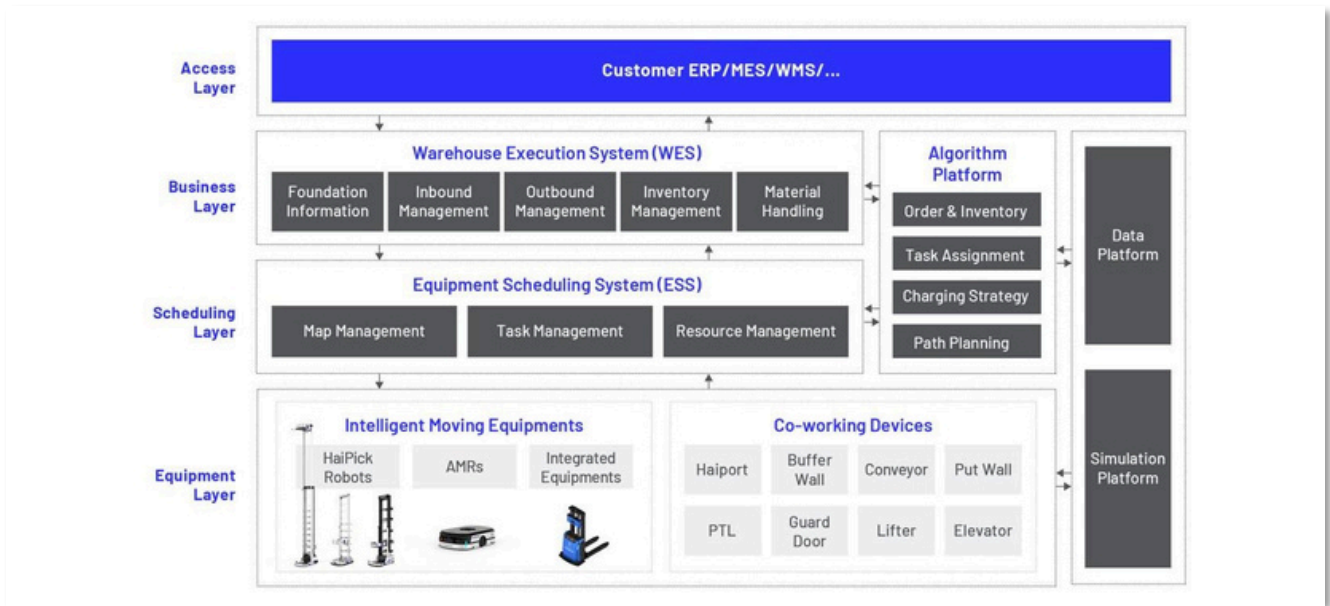 Access
Layer
Customer ERP/MES/WMS/...
Business
Layer
Warehouse Execution System (WES)
Foundation
Information
Inbound
Management
Outbound
Management
Inventory
Management
Material
Handling
Scheduling
Layer
Equipment Scheduling System (ESS)
Map Management
Task Management
Resource Management
Algorithm
Platform
Order & Inventory
Task Assignment
Charging Strategy
Path Planning
Data
Platform
Simulation
Platform
Equipment
Layer
Intelligent Moving Equipments
HaiPick
Robots
AMRs
Integrated
Equipments
Co-working Devices
Haiport
Buffer
Wall
Conveyor
Put Wall
PTL
Guard
Door
Lifter
Elevator